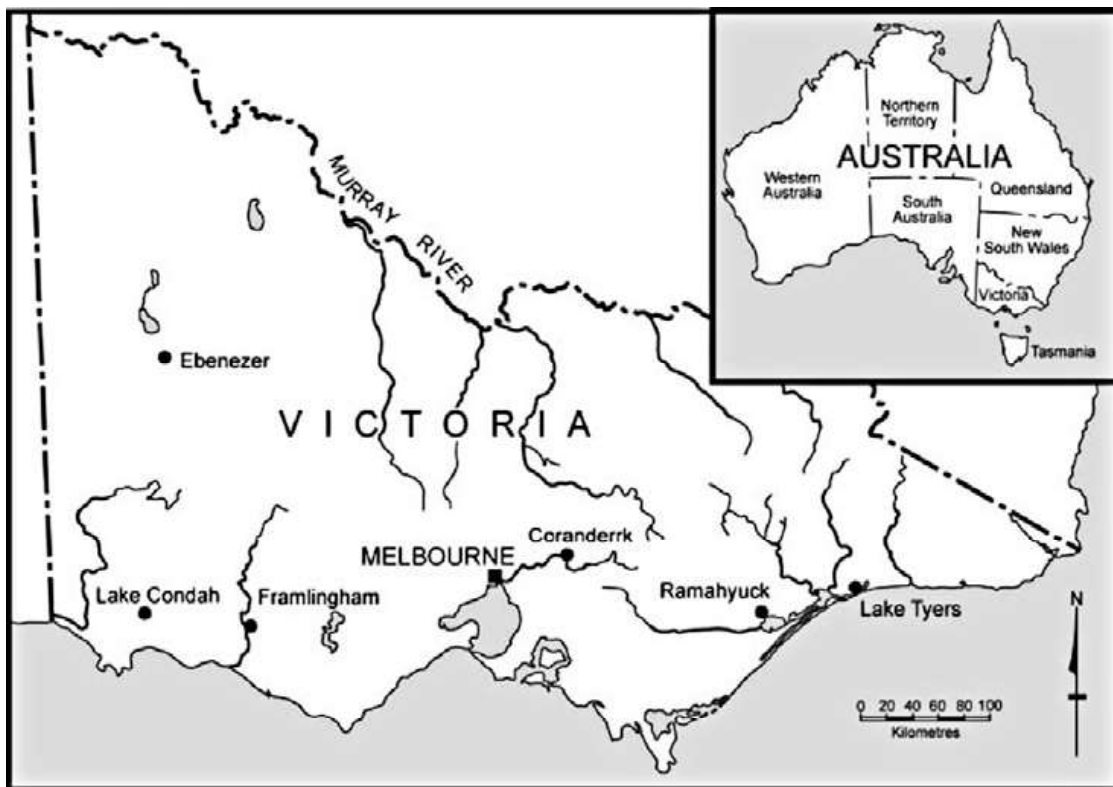 MURRAY
RIVER
Ebenezer
VICTORIA
Coranderrk
MELBOURNE
Lake Condah
Framlingham
Ramahyuck
Lake Tyers
N
0 20 40 60 80 100
Kilometres
Northern
Territory
AUSTRALIA
Western
Australia
Queensland
South
Australia
New
South Wales
Victoria
Tasmania